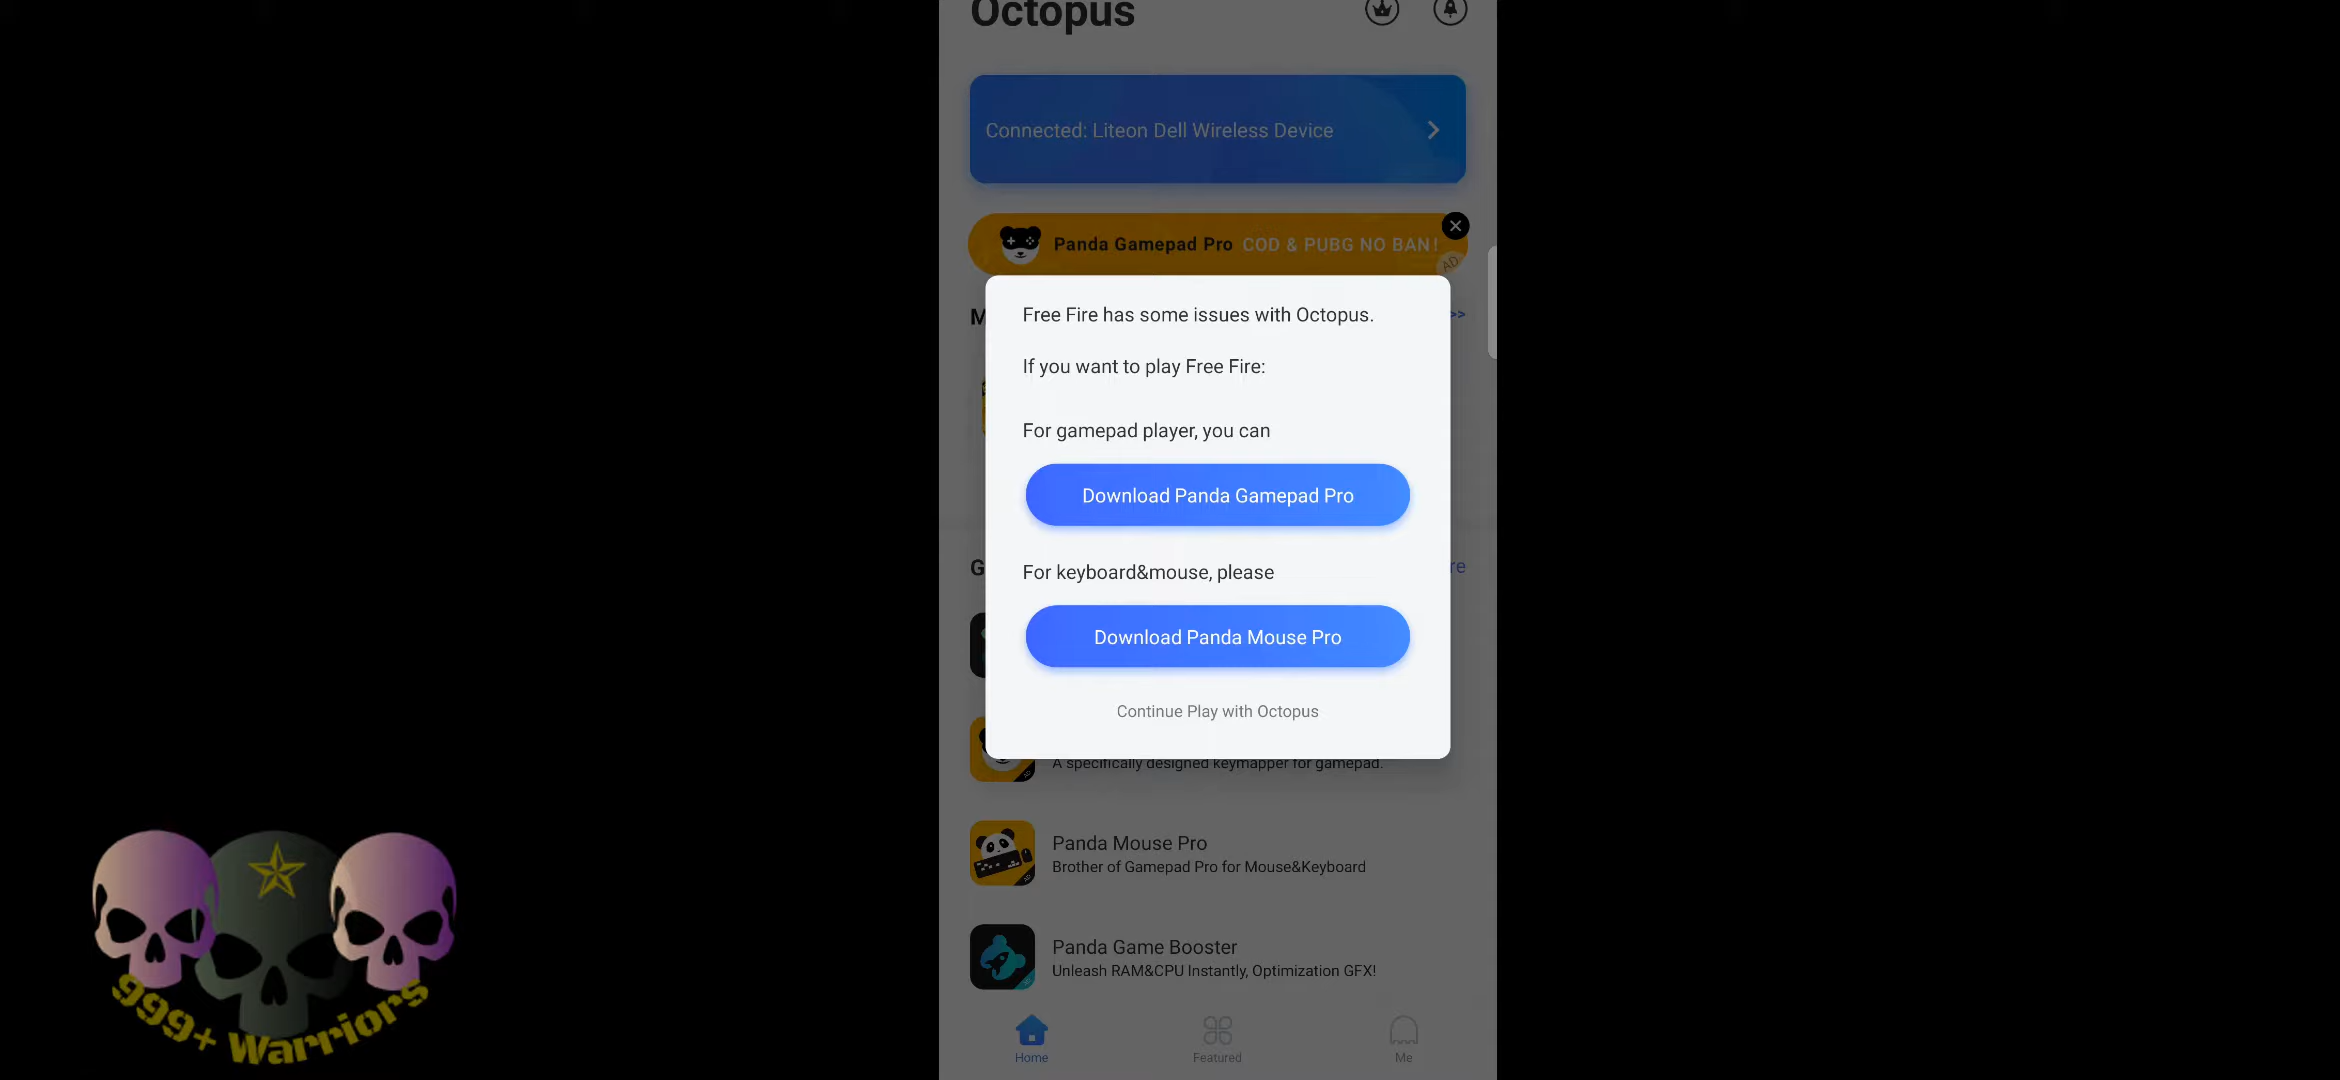 Octopus
Connected: Liteon Dell Wireless Device
Panda Gamepad Pro COD & PUBG NO BAN!
AD
M
>>
Free Fire has some issues with Octopus.
If you want to play Free Fire:
For gamepad player, you can
Download Panda Gamepad Pro
G
re
For keyboard&mouse, please
Download Panda Mouse Pro
Continue Play with Octopus
A specifically designed keymapper for gamepad.
Panda Mouse Pro
Brother of Gamepad Pro for Mouse&Keyboard
Panda Game Booster
Unleash RAM&CPU Instantly, Optimization GFX!
Home
Featured
Me
999+ Warriors